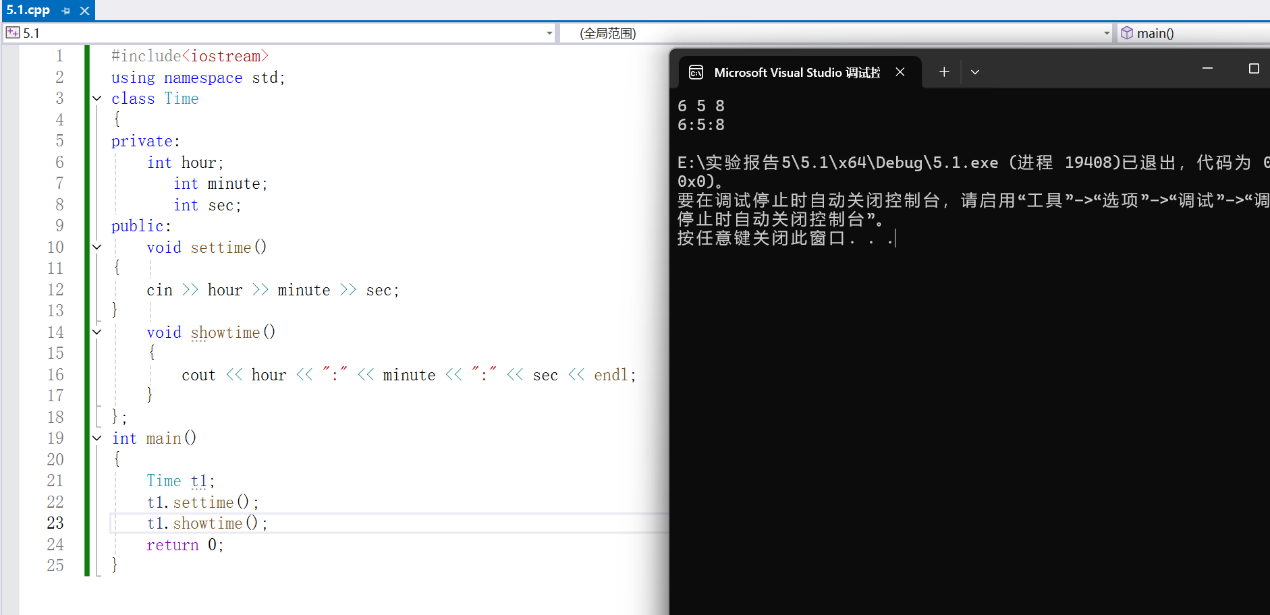 5.1.cpp
5.1
(全局范围)
main()
1 #include<iostream>
2 using namespace std;
3 class Time
4 {
5 private:
6 int hour;
7 int minute;
8 int sec;
9 public:
10 void settime()
11 {
12 cin >> hour >> minute >> sec;
13 }
14 void showtime()
15 {
16 cout << hour << ":" << minute << ":" << sec << endl;
17 }
18 };
19 int main()
20 {
21 Time t1;
22 t1.settime();
23 t1.showtime();
24 return 0;
25 }
Microsoft Visual Studio 调试控
6 5 8
6:5:8
E:\实验报告5\5.1\x64\Debug\5.1.exe (进程 19408)已退出，代码为 0
0x0)。
要在调试停止时自动关闭控制台，请启用“工具”->“选项”->“调试”->“调
停止时自动关闭控制台”。
按任意键关闭此窗口. . .